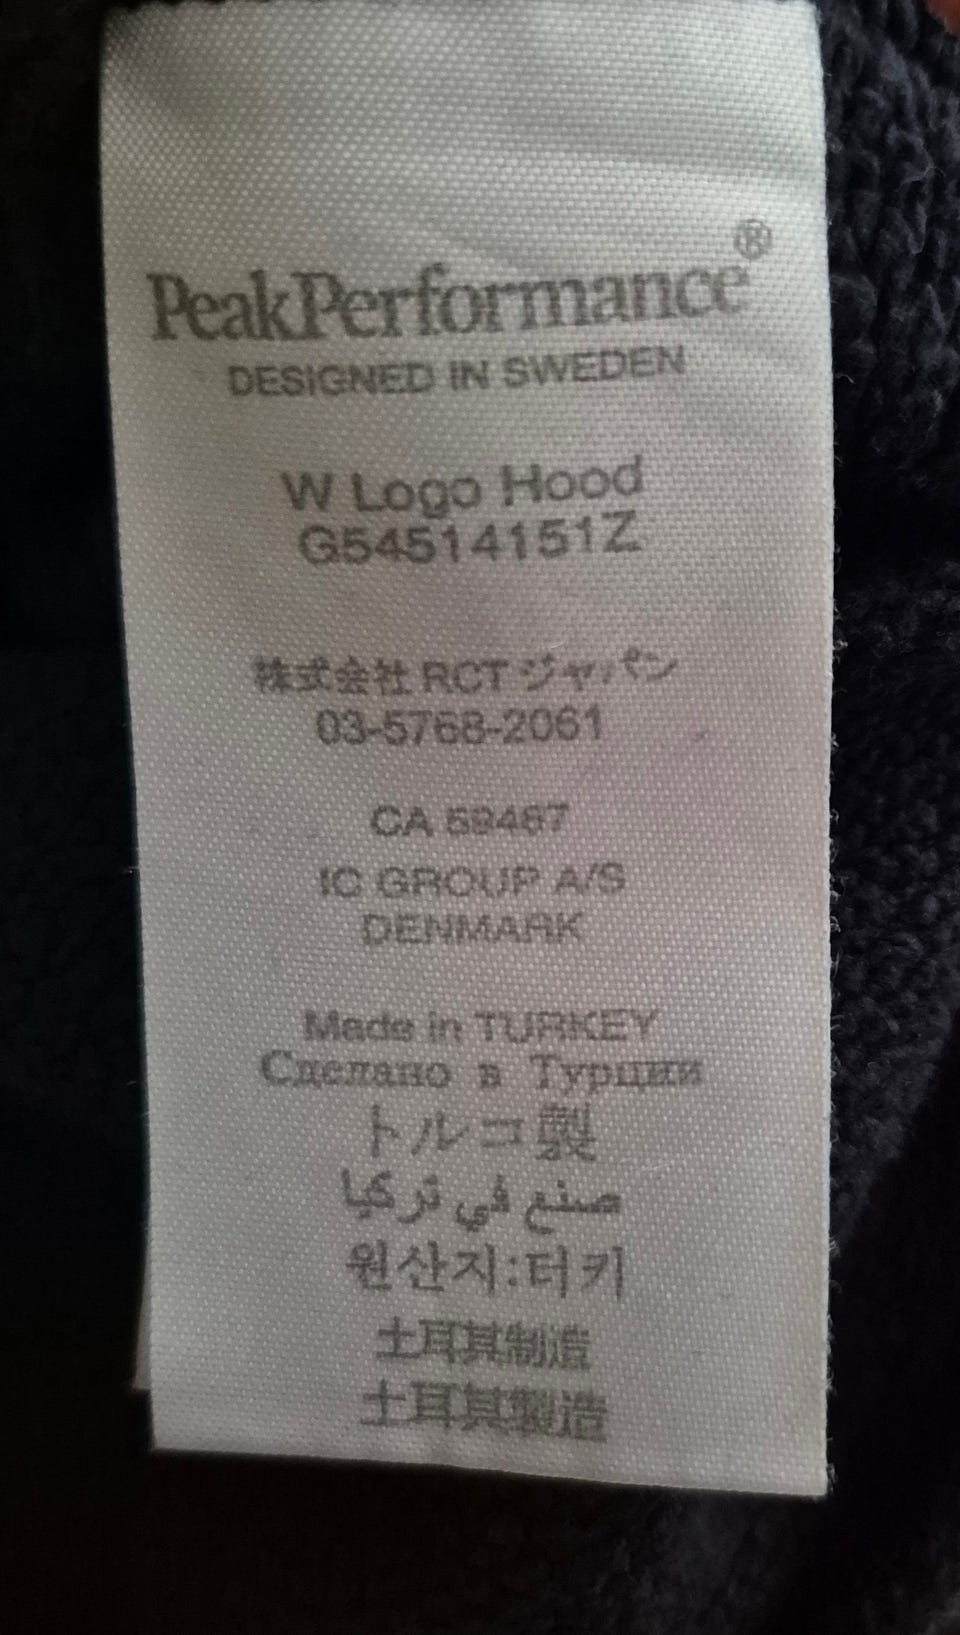 PeakPerformance®
DESIGNED IN SWEDEN
W Logo Hood
G54514151Z
株式会社 RCT ジャパン
03-5768-2061
CA 59467
IC GROUP A/S
DENMARK
Made in TURKEY
Сделано в Турции
トルコ製
صنع في تركيا
원산지:터키
土耳其制造
土耳其製造